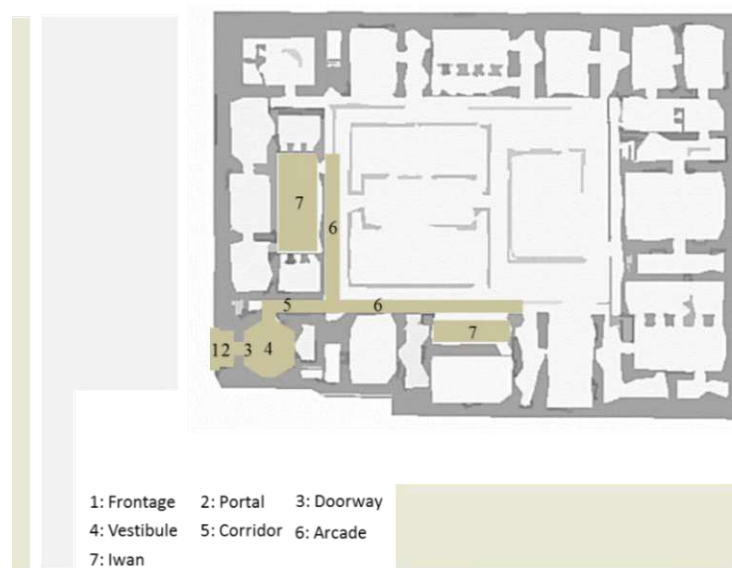 7
6
5 6
12 3 4 7
1: Frontage 2: Portal 3: Doorway
4: Vestibule 5: Corridor 6: Arcade
7: Iwan